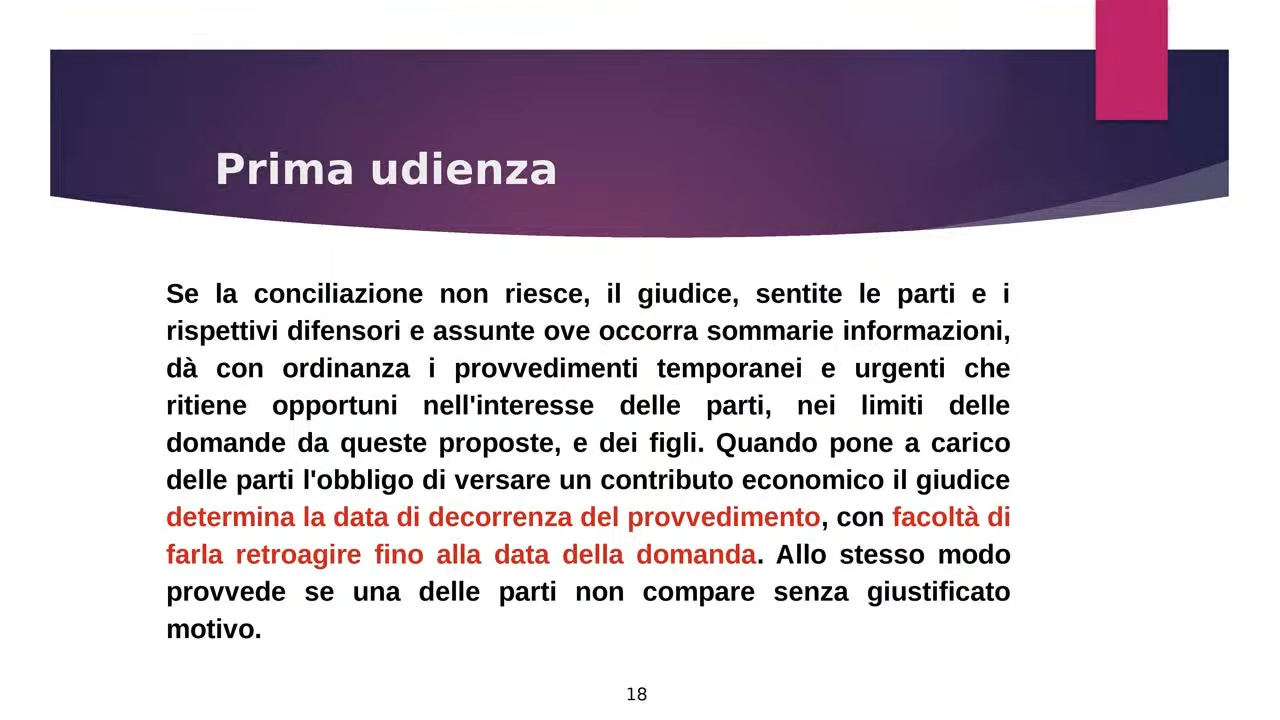 Prima udienza
Se la conciliazione non riesce, il giudice, sentite le parti e i
rispettivi difensori e assunte ove occorra sommarie informazioni,
dà con ordinanza i provvedimenti temporanei e urgenti che
ritiene opportuni nell'interesse delle parti, nei limiti delle
domande da queste proposte, e dei figli. Quando pone a carico
delle parti l'obbligo di versare un contributo economico il giudice
determina la data di decorrenza del provvedimento, con facoltà di
farla retroagire fino alla data della domanda. Allo stesso modo
provvede se una delle parti non compare senza giustificato
motivo.
18